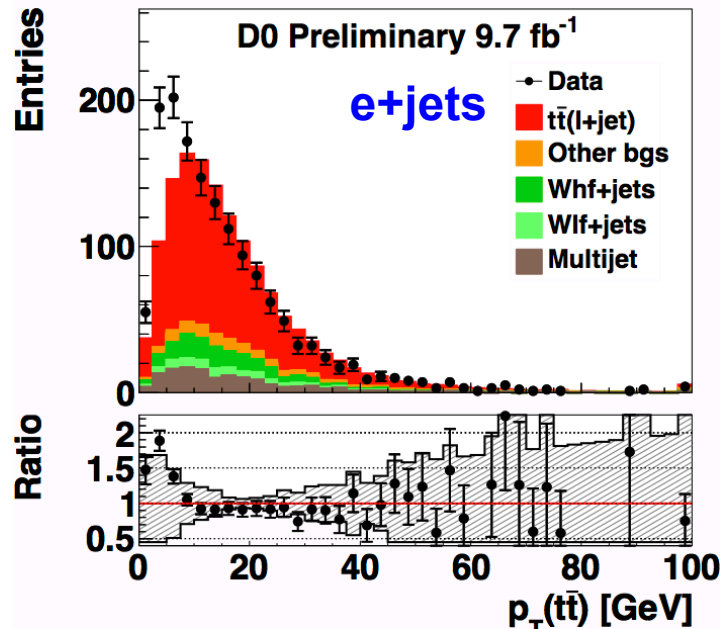 D0 Preliminary 9.7 fb⁻¹
e+jets
Entries
200
100
0
Data
tt̄(l+jet)
Other bgs
Whf+jets
Wlf+jets
Multijet
Ratio
2
1.5
1
0.5
0 20 40 60 80 100
p_T(tt̄) [GeV]